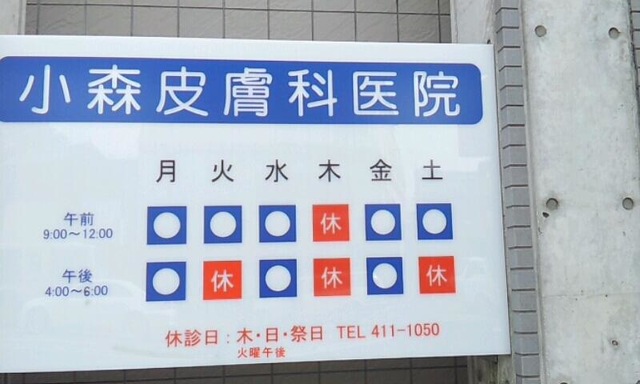 小森皮膚科医院
月 火 水 木 金 土
午前
9:00〜12:00 ○ ○ ○ 休 ○ ○
午後
4:00〜6:00 ○ 休 ○ 休 ○ 休
休診日:木・日・祭日 TEL 411-1050
火曜午後